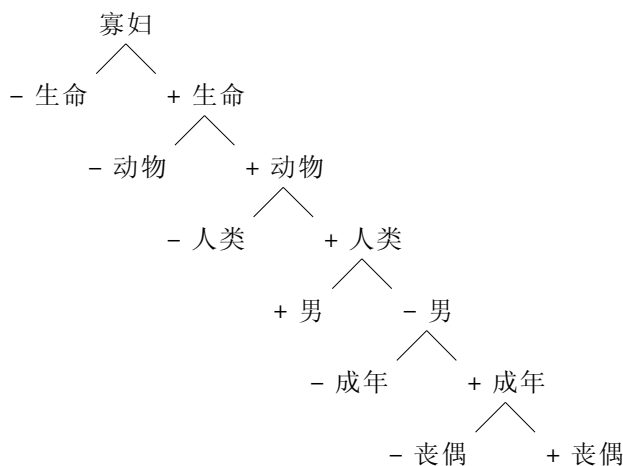 寡妇
− 生命 + 生命
− 动物 + 动物
− 人类 + 人类
+ 男 − 男
− 成年 + 成年
− 丧偶 + 丧偶